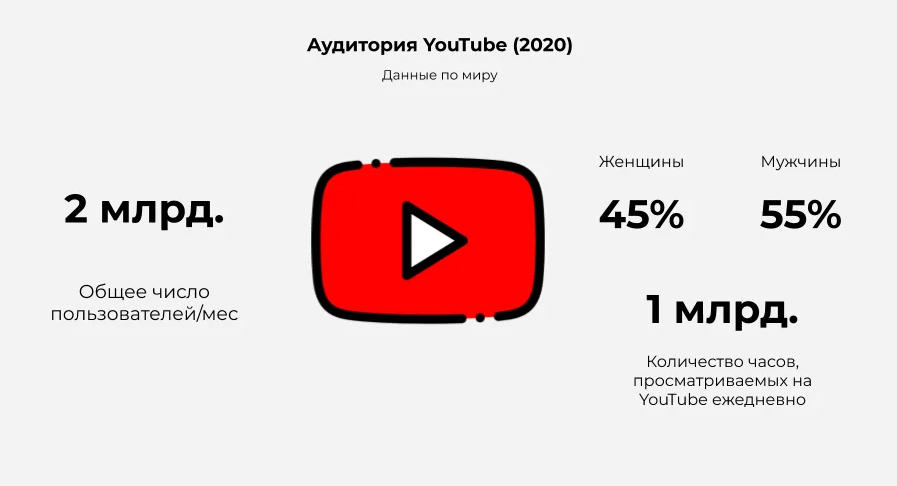 Аудитория YouTube (2020)
Данные по миру
2 млрд.
Общее число
пользователей/мес
Женщины
45%
Мужчины
55%
1 млрд.
Количество часов,
просматриваемых на
YouTube ежедневно